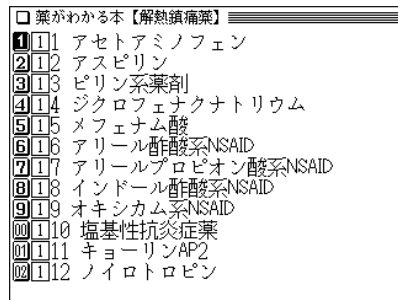 薬がわかる本【解熱鎮痛薬】
1 1 1 アセトアミノフェン
2 1 2 アスピリン
3 1 3 ピリン系薬剤
4 1 4 ジクロフェナクナトリウム
5 1 5 メフェナム酸
6 1 6 アリール酢酸系NSAID
7 1 7 アリールプロピオン酸系NSAID
8 1 8 インドール酢酸系NSAID
9 1 9 オキシカム系NSAID
00 1 10 塩基性抗炎症薬
01 1 11 キョーリンAP2
02 1 12 ノイロトロピン